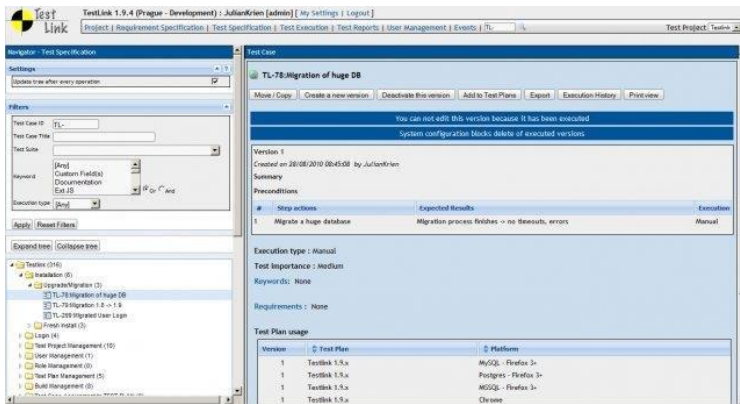 Test Link
TestLink 1.9.4 (Prague - Development) : JulianKrien [admin] [ My Settings | Logout ]
Project | Requirement Specification | Test Specification | Test Execution | Test Reports | User Management | Events | TL-
Test Project Testlink
Navigator - Test Specification
Settings
Update tree after every operation
Filters
Test Case ID TL-
Test Case Title
Test Suite
Keyword
[Any]
Custom Field(s)
Documentation
Ext JS
Or And
Execution type [Any]
Apply Reset Filters
Expand tree Collapse tree
Testlink (316)
Installation (6)
Upgrade/Migration (3)
TL-78:Migration of huge DB
TL-79:Migration 1.8 -> 1.9
TL-289:Migrated User Login
Fresh Install (3)
Login (4)
Test Project Management (10)
User Management (1)
Role Management (0)
Test Plan Management (5)
Build Management (0)
Test Case
TL-78:Migration of huge DB
Move / Copy Create a new version Deactivate this version Add to Test Plans Export Execution History Print view
You can not edit this version because it has been executed
System configuration blocks delete of executed versions
Version 1
Created on 28/08/2010 08:45:08 by JulianKrien
Summary
Preconditions
# Step actions Expected Results Execution
1 Migrate a huge database Migration process finishes -> no timeouts, errors Manual
Execution type : Manual
Test importance : Medium
Keywords: None
Requirements : None
Test Plan usage
Version Test Plan Platform
1 Testlink 1.9.x MySQL - Firefox 3+
1 Testlink 1.9.x Postgres - Firefox 3+
1 Testlink 1.9.x MSSQL - Firefox 3+
1 Testlink 1.9.x Chrome